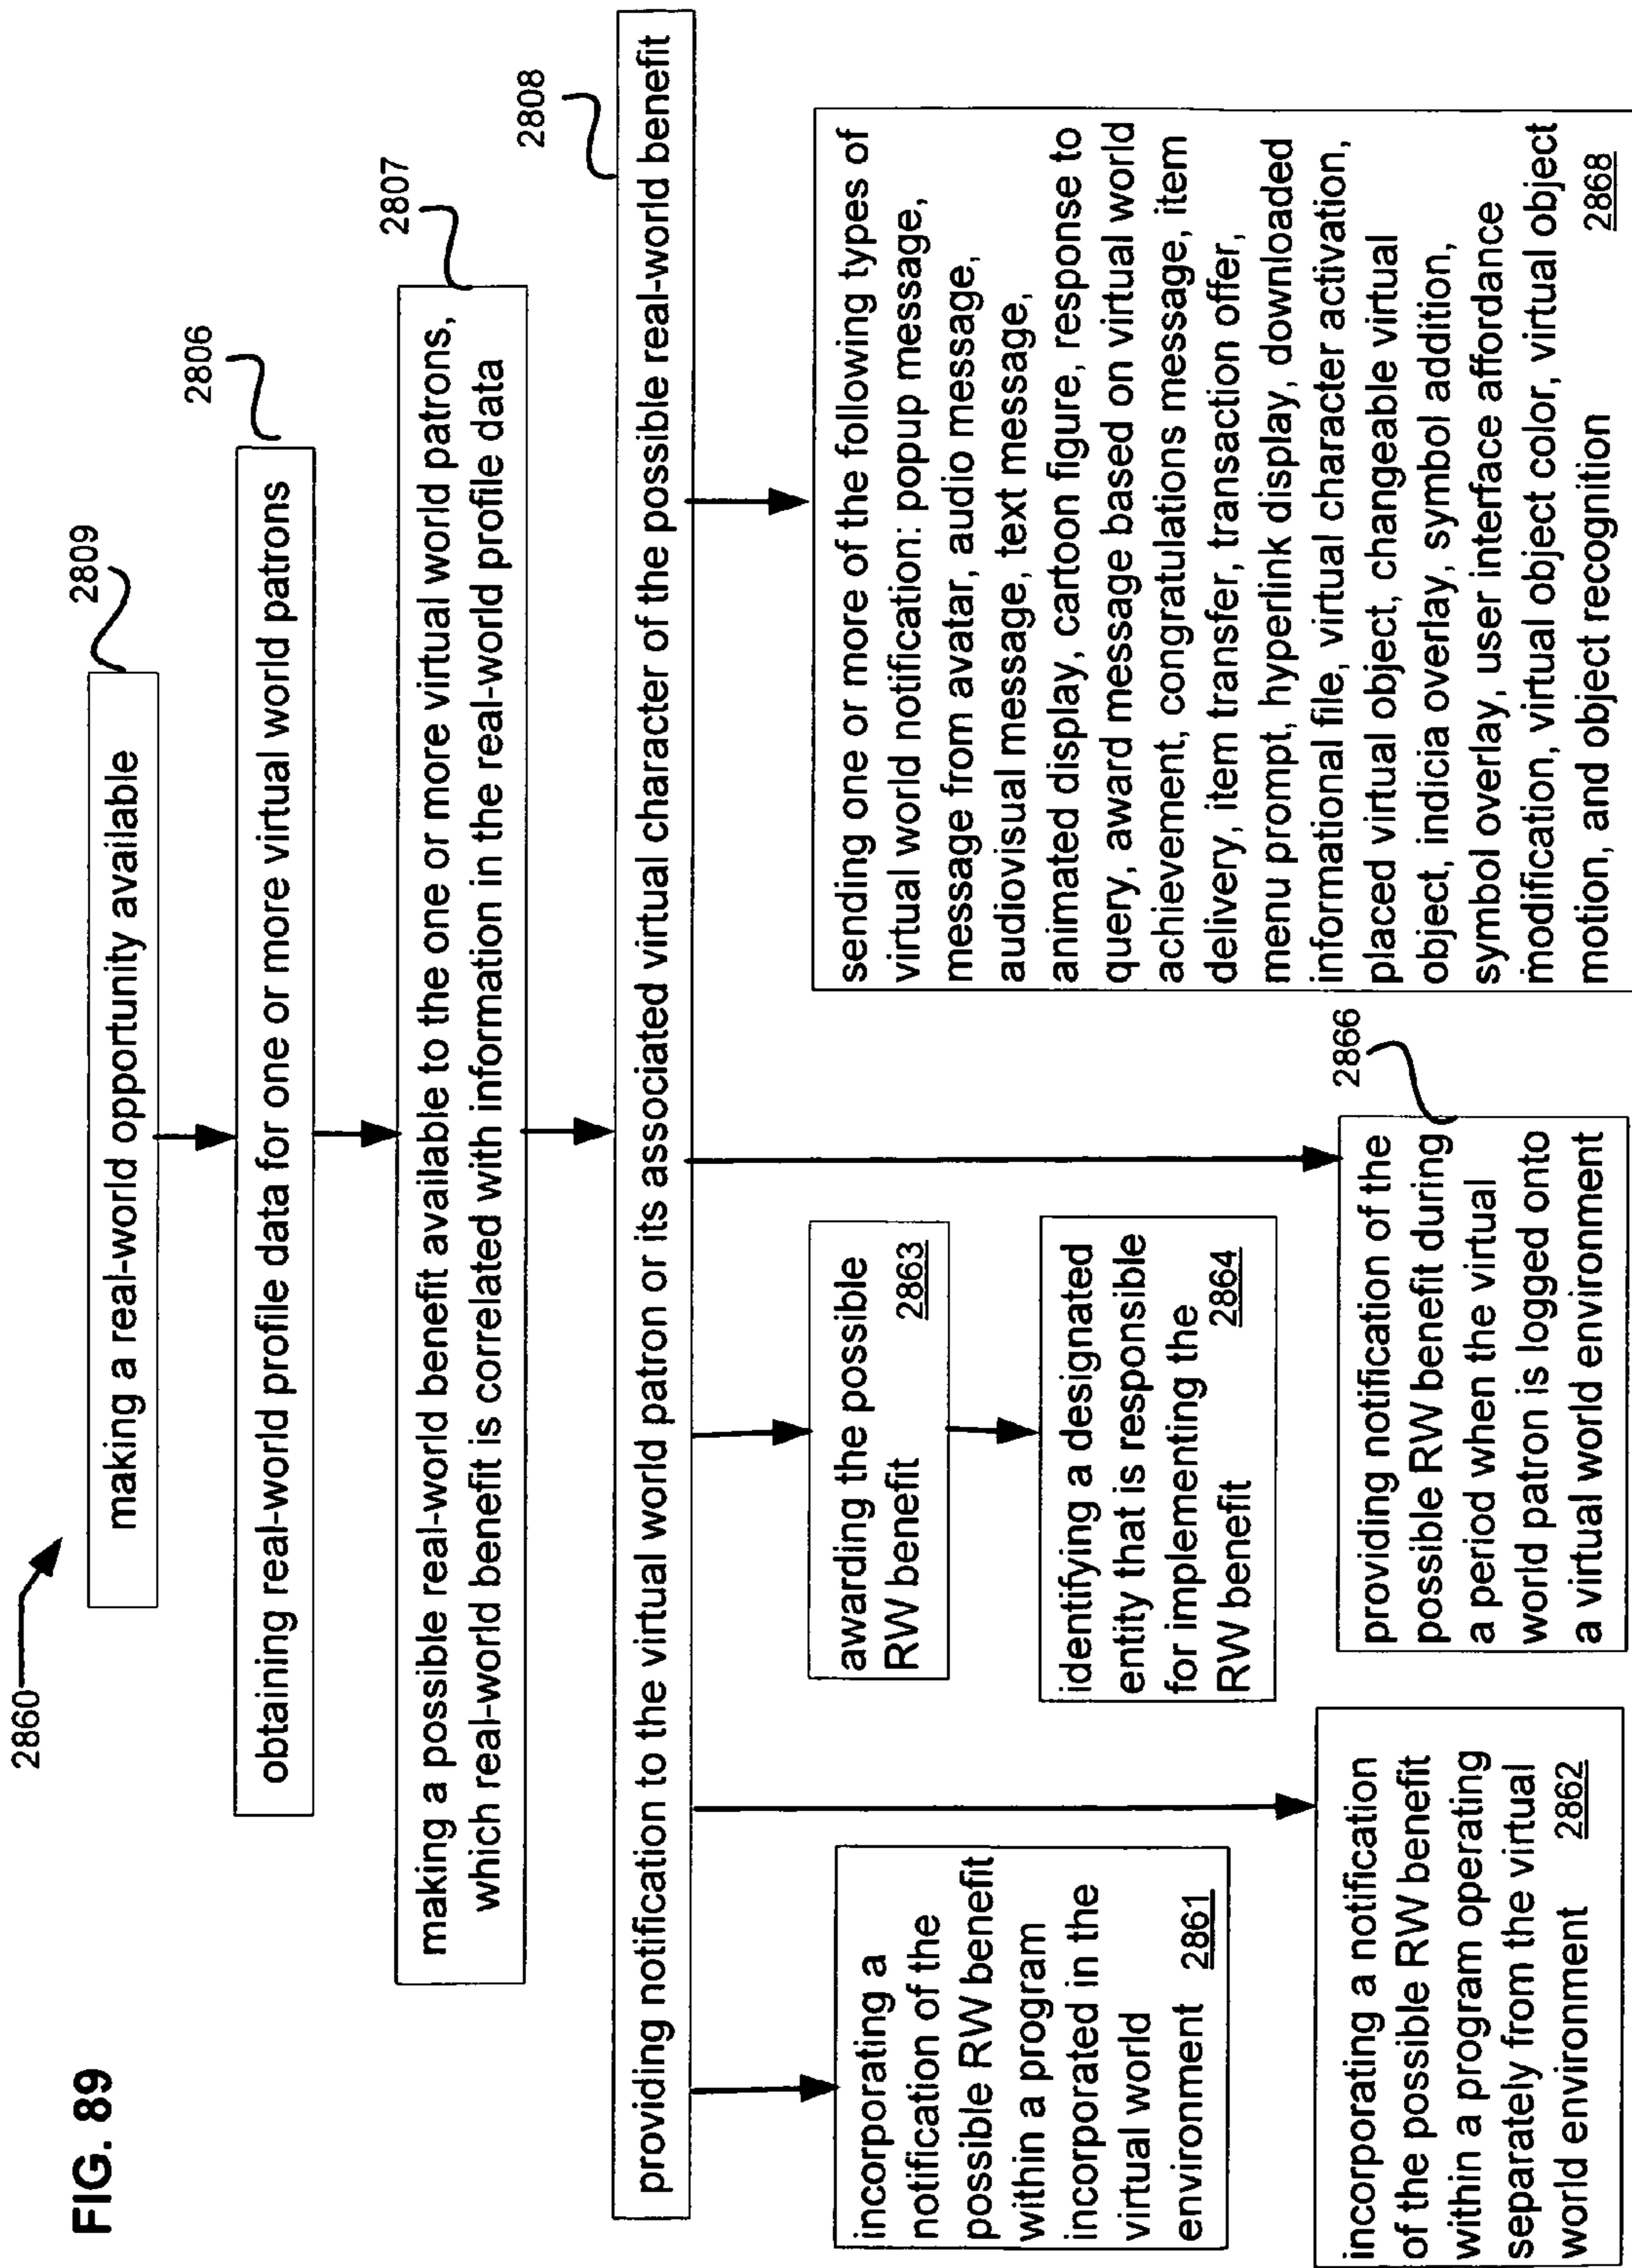 FIG. 89
2860
making a real-world opportunity available
2809
obtaining real-world profile data for one or more virtual world patrons
2806
making a possible real-world benefit available to the one or more virtual world patrons,
which real-world benefit is correlated with information in the real-world profile data
2807
providing notification to the virtual world patron or its associated virtual character of the possible real-world benefit
2808
incorporating a
notification of the
possible RW benefit
within a program
incorporated in the
virtual world
environment 2861
incorporating a notification
of the possible RW benefit
within a program operating
separately from the virtual
world environment 2862
awarding the possible
RW benefit 2863
identifying a designated
entity that is responsible
for implementing the
RW benefit 2864
providing notification of the
possible RW benefit during
a period when the virtual
world patron is logged onto
a virtual world environment
2866
sending one or more of the following types of
virtual world notification: popup message,
message from avatar, audio message,
audiovisual message, text message,
animated display, cartoon figure, response to
query, award message based on virtual world
achievement, congratulations message, item
delivery, item transfer, transaction offer,
menu prompt, hyperlink display, downloaded
informational file, virtual character activation,
placed virtual object, changeable virtual
object, indicia overlay, symbol addition,
symbol overlay, user interface affordance
modification, virtual object color, virtual object
motion, and object recognition 2868